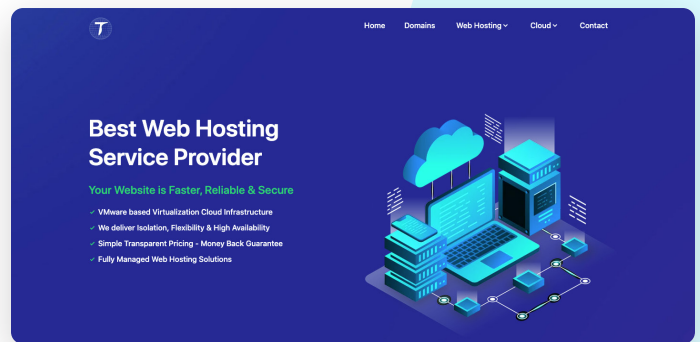 T
Home Domains Web Hosting Cloud Contact
Best Web Hosting
Service Provider
Your Website is Faster, Reliable & Secure
VMware based Virtualization Cloud Infrastructure
We deliver Isolation, Flexibility & High Availability
Simple Transparent Pricing - Money Back Guarantee
Fully Managed Web Hosting Solutions